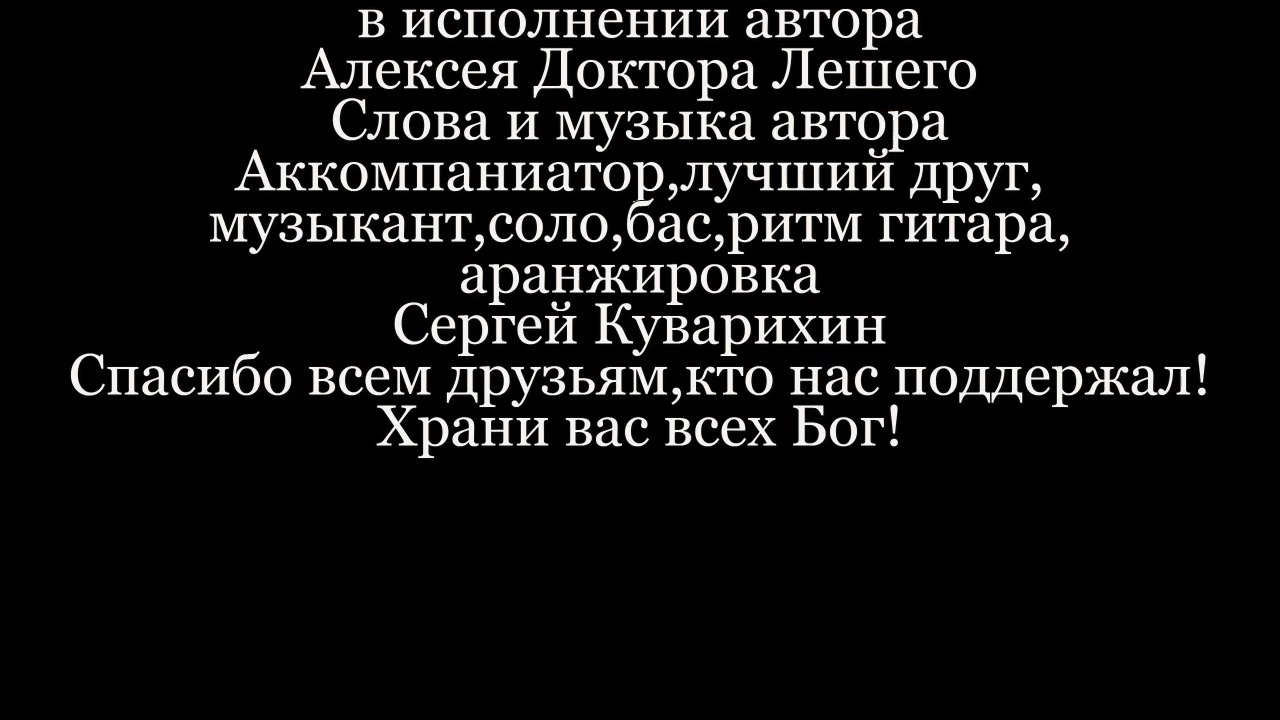 в исполнении автора
Алексея Доктора Лешего
Слова и музыка автора
Аккомпаниатор,лучший друг,
музыкант,соло,бас,ритм гитара,
аранжировка
Сергей Куварихин
Спасибо всем друзьям,кто нас поддержал!
Храни вас всех Бог!